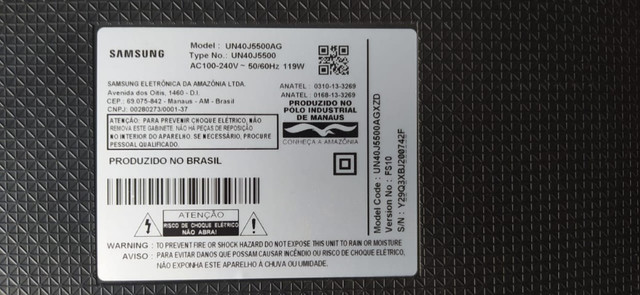 SAMSUNG
Model : UN40J5500AG
Type No.: UN40J5500
AC100-240V ~ 50/60Hz 119W
SAMSUNG ELETRÔNICA DA AMAZÔNIA LTDA.
Avenida dos Oitis, 1460 - D.I.
CEP.: 69.075-842 - Manaus - AM - Brasil
CNPJ: 00280273/0001-37
ANATEL : 0310-13-3269
ANATEL : 0168-13-3269
PRODUZIDO NO
PÓLO INDUSTRIAL
DE MANAUS
CONHEÇA A AMAZÔNIA
ATENÇÃO: PARA PREVENIR CHOQUE ELÉTRICO, NÃO
REMOVA ESTE GABINETE. NÃO HÁ PEÇAS DE REPOSIÇÃO
NO INTERIOR DO APARELHO. SE NECESSÁRIO, PROCURE
PESSOAL QUALIFICADO.
PRODUZIDO NO BRASIL
ATENÇÃO
RISCO DE CHOQUE ELÉTRICO
NÃO ABRA!
WARNING : TO PREVENT FIRE OR SHOCK HAZARD DO NOT EXPOSE THIS UNIT TO RAIN OR MOISTURE
AVISO : PARA EVITAR DANOS QUE POSSAM CAUSAR INCÊNDIO OU RISCO DE CHOQUE ELÉTRICO,
NÃO EXPONHA ESTE APARELHO À CHUVA OU UMIDADE.
Model Code : UN40J5500AGXZD
Version No : FS10
S/N : Y29Q3XBJ200742F